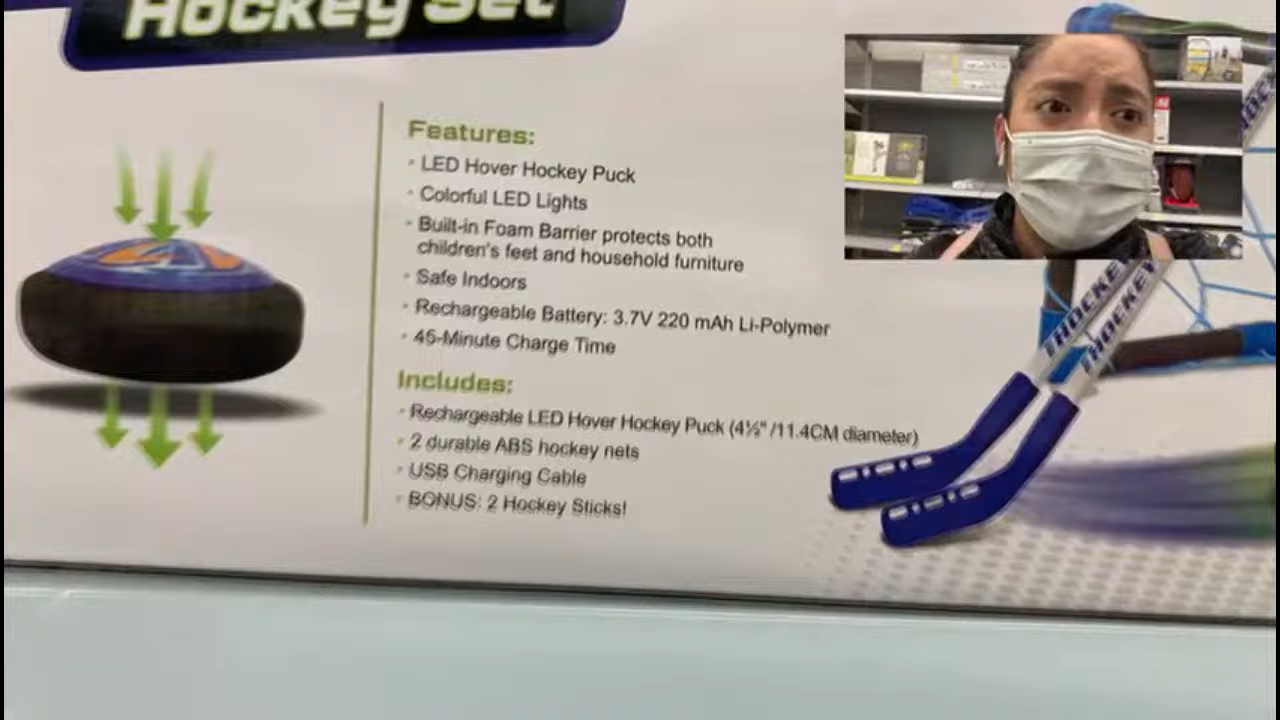 Hockey Set
Features:
· LED Hover Hockey Puck
· Colorful LED Lights
· Built-in Foam Barrier protects both
children's feet and household furniture
· Safe Indoors
· Rechargeable Battery: 3.7V 220 mAh Li-Polymer
· 45-Minute Charge Time
Includes:
· Rechargeable LED Hover Hockey Puck (4½"/11.4CM diameter)
· 2 durable ABS hockey nets
· USB Charging Cable
· BONUS: 2 Hockey Sticks!
HOCKEY
HOCKEY